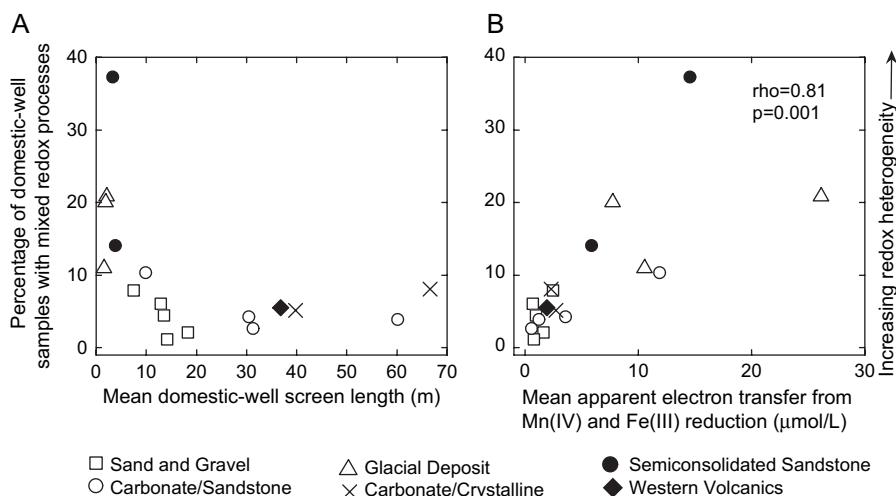 A
B
Percentage of domestic-well
samples with mixed redox processes
40
30
20
10
0
0 10 20 30 40 50 60 70
Mean domestic-well screen length (m)
40
30
20
10
0
rho=0.81
p=0.001
0 10 20 30
Mean apparent electron transfer from
Mn(IV) and Fe(III) reduction (μmol/L)
Increasing redox heterogeneity
Sand and Gravel
Carbonate/Sandstone
Glacial Deposit
Carbonate/Crystalline
Semiconsolidated Sandstone
Western Volcanics